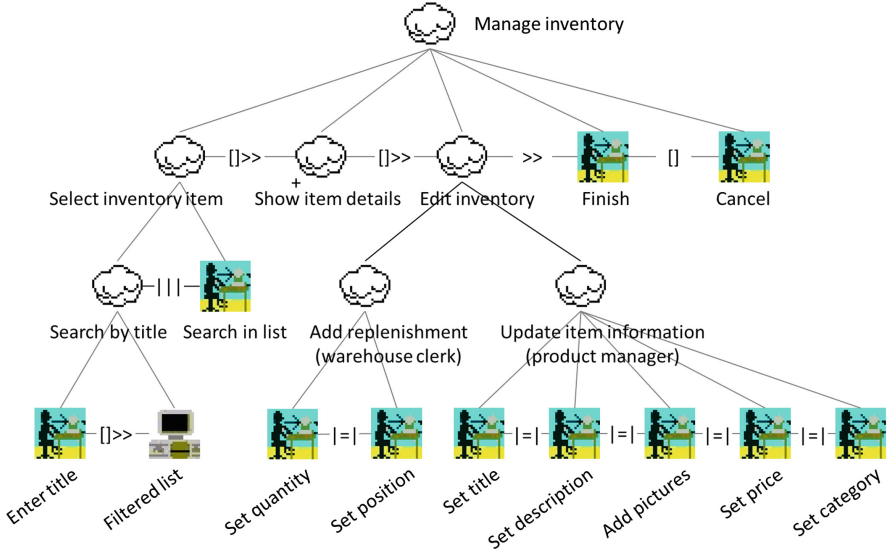 Manage inventory
[]>> []>> >> []
+
Select inventory item Show item details Edit inventory Finish Cancel
|||
Search by title Search in list Add replenishment Update item information
(warehouse clerk) (product manager)
[]>> |=| |=| |=| |=| |=|
Enter title Filtered list Set quantity Set position Set title Set description Add pictures Set price Set category